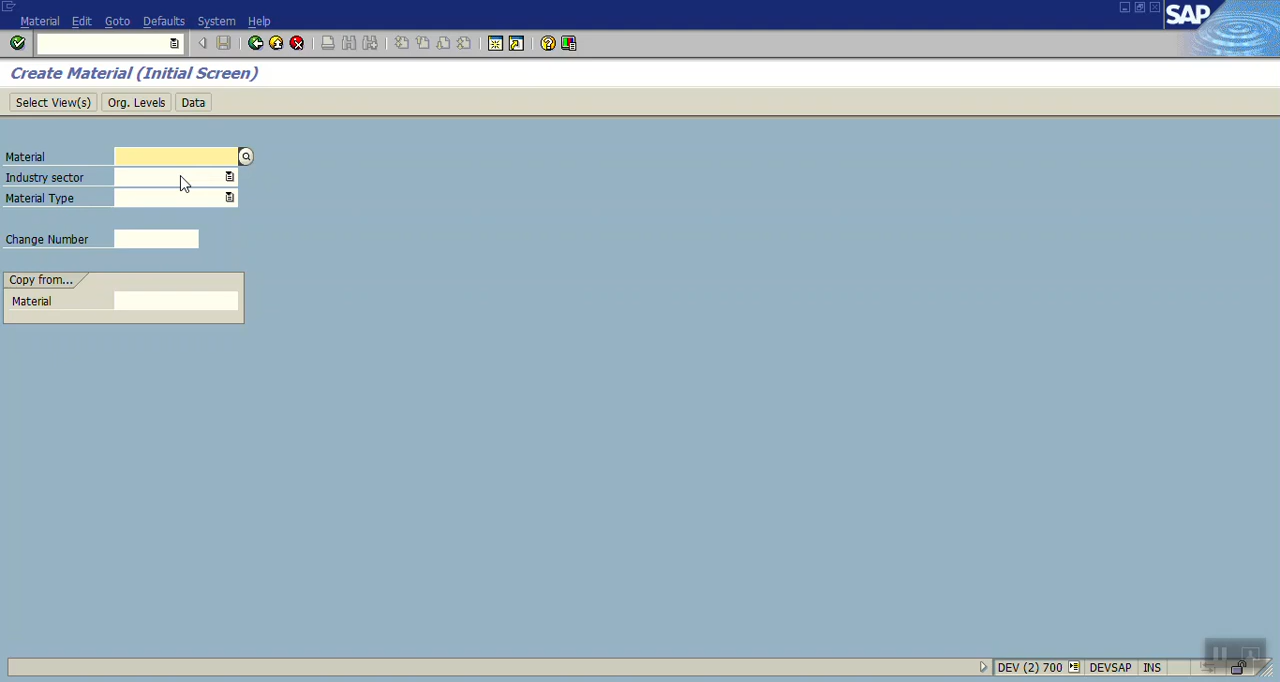 Material Edit Goto Defaults System Help
SAP
Create Material (Initial Screen)
Select View(s) Org. Levels Data
Material
Industry sector
Material Type
Change Number
Copy from...
Material
DEV (2) 700 DEVSAP INS